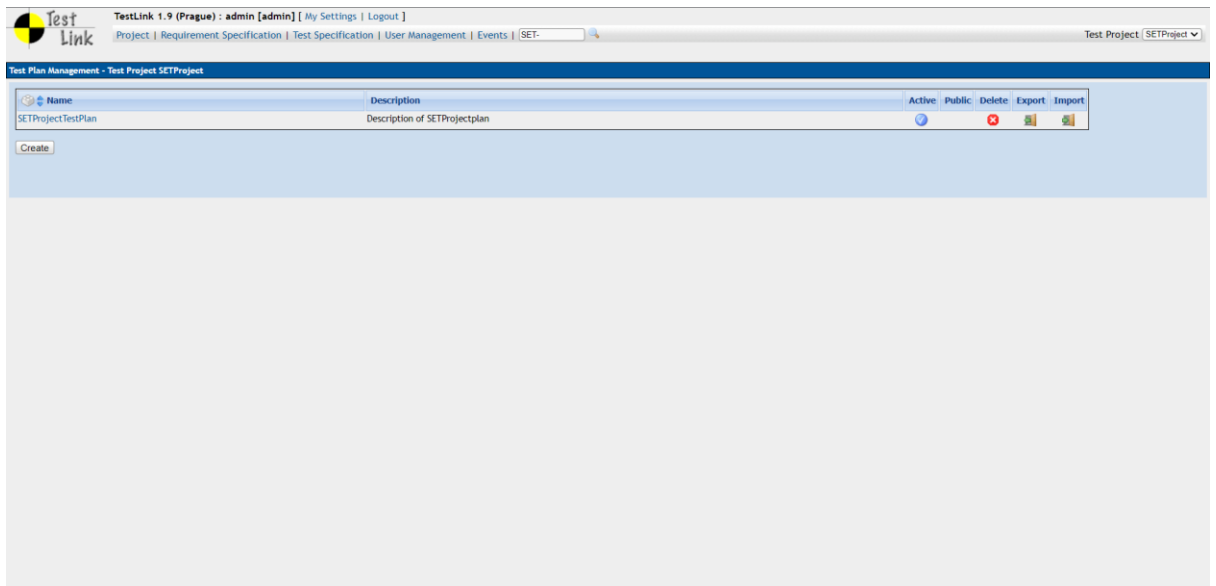 Test Link
TestLink 1.9 (Prague) : admin [admin] [ My Settings | Logout ]
Project | Requirement Specification | Test Specification | User Management | Events | SET-
Test Project SETProject
Test Plan Management - Test Project SETProject
Name Description Active Public Delete Export Import
SETProjectTestPlan Description of SETProjectplan
Create